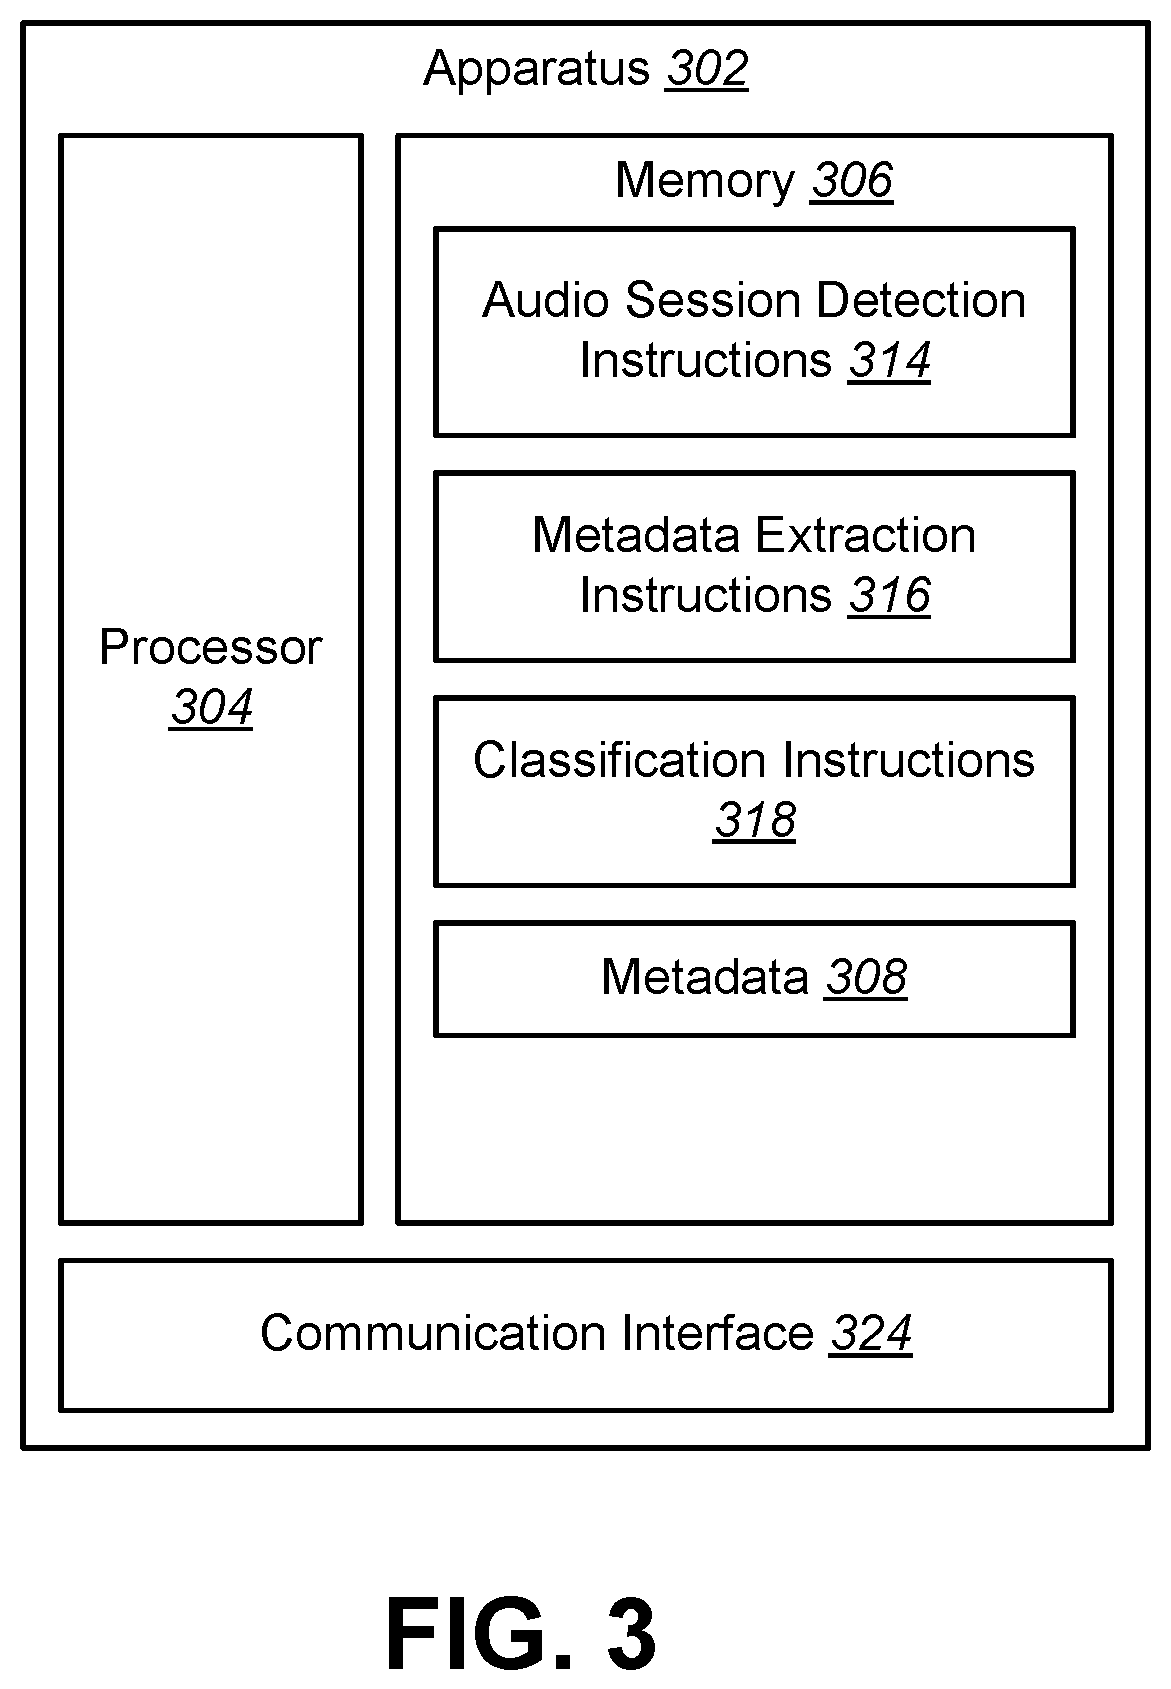 Apparatus 302
Processor
304
Memory 306
Audio Session Detection
Instructions 314
Metadata Extraction
Instructions 316
Classification Instructions
318
Metadata 308
Communication Interface 324
FIG. 3